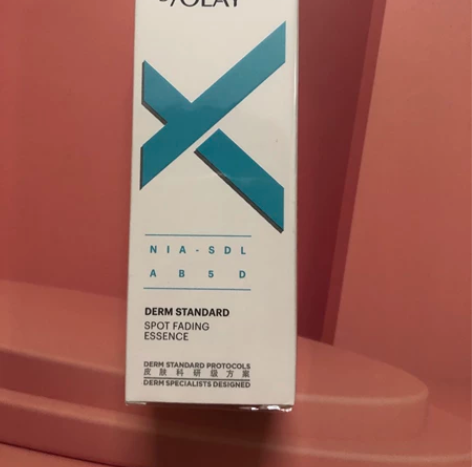 OLAY
NIA-SDL
AB5D
DERM STANDARD
SPOT FADING
ESSENCE
DERM STANDARD PROTOCOLS
皮肤科研级方案
DERM SPECIALISTS DESIGNED